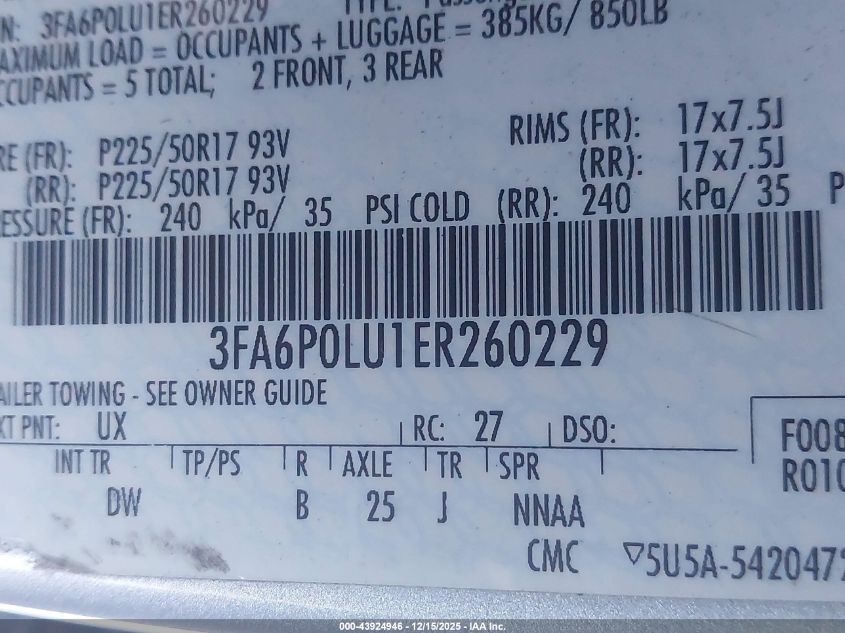 N: 3FA6P0LU1ER260229 TYPE:
AXIMUM LOAD = OCCUPANTS + LUGGAGE = 385KG/ 850LB
CCUPANTS = 5 TOTAL; 2 FRONT, 3 REAR
RE (FR): P225/50R17 93V RIMS (FR): 17x7.5J
(RR): P225/50R17 93V (RR): 17x7.5J
ESSURE (FR): 240 kPa/ 35 PSI COLD (RR): 240 kPa/ 35 P
3FA6P0LU1ER260229
AILER TOWING - SEE OWNER GUIDE
XT PNT: UX RC: 27 DSO:
INT TR TP/PS R AXLE TR SPR
DW B 25 J NNAA
F008
R010
CMC ▽5U5A-5420472
000-43924946 - 12/15/2025 - IAA Inc.